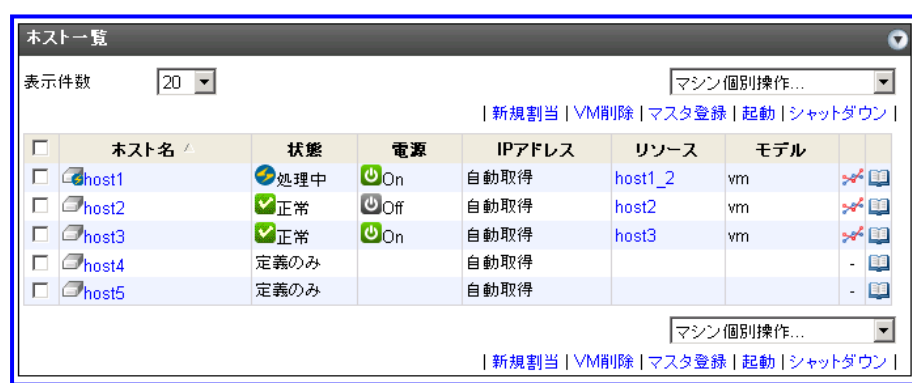 ホスト一覧
表示件数 20 マシン個別操作...
| 新規割当 | VM削除 | マスタ登録 | 起動 | シャットダウン |
ホスト名 状態 電源 IPアドレス リソース モデル
host1 処理中 On 自動取得 host1_2 vm
host2 正常 Off 自動取得 host2 vm
host3 正常 On 自動取得 host3 vm
host4 定義のみ 自動取得 -
host5 定義のみ 自動取得 -
マシン個別操作...
| 新規割当 | VM削除 | マスタ登録 | 起動 | シャットダウン |